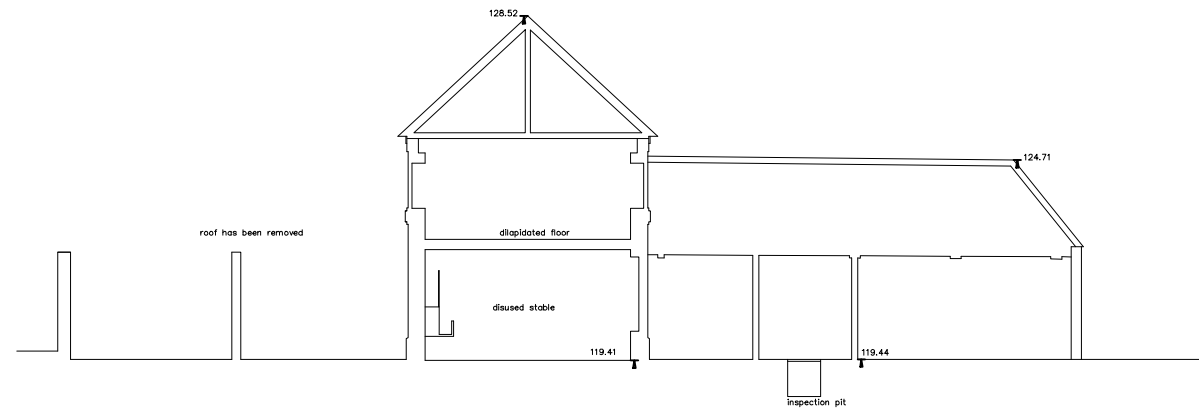 128.52
124.71
roof has been removed
dilapidated floor
disused stable
119.41
119.44
inspection pit